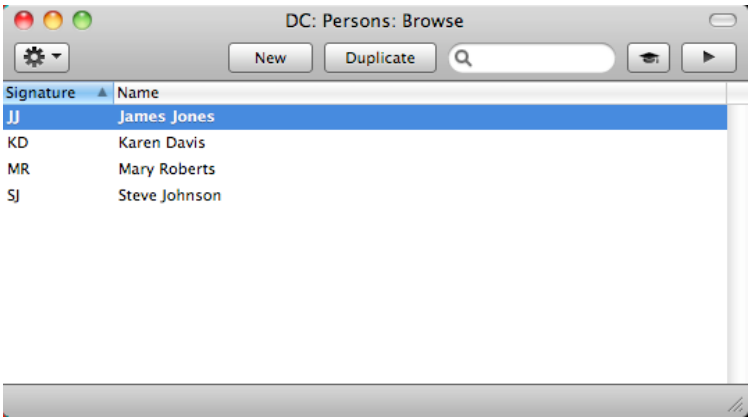 DC: Persons: Browse
New Duplicate
Signature Name
JJ James Jones
KD Karen Davis
MR Mary Roberts
SJ Steve Johnson